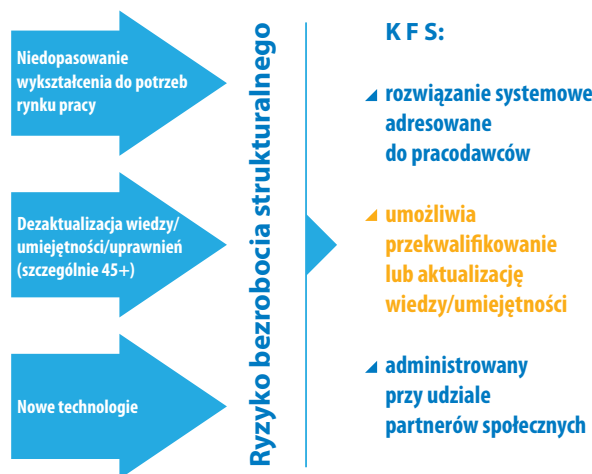 Niedopasowanie
wykształcenia do potrzeb
rynku pracy
Dezaktualizacja wiedzy/
umiejętności/uprawnień
(szczególnie 45+)
Nowe technologie
Ryzyko bezrobocia strukturalnego
K F S:
rozwiązanie systemowe
adresowane
do pracodawców
umożliwia
przekwalifikowanie
lub aktualizację
wiedzy/umiejętności
administrowany
przy udziale
partnerów społecznych